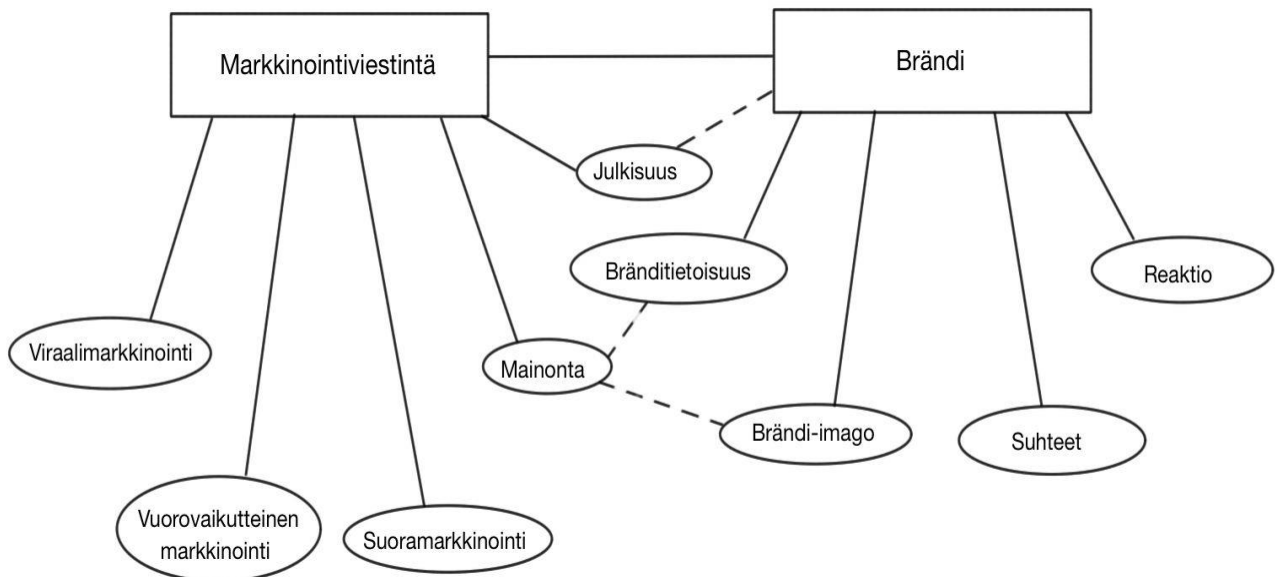 Markkinointiviestintä
Brändi
Julkisuus
Bränditietoisuus
Reaktio
Viraalimarkkinointi
Mainonta
Brändi-imago
Suhteet
Vuorovaikutteinen
markkinointi
Suoramarkkinointi